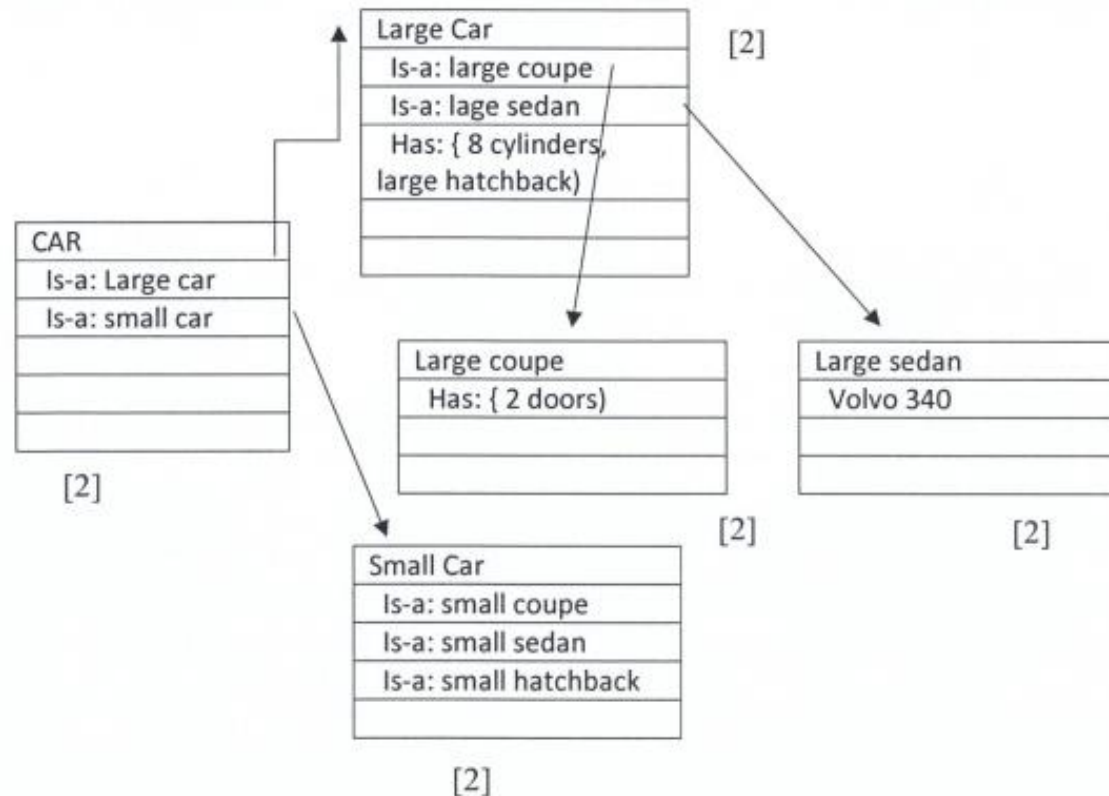 Large Car
Is-a: large coupe
Is-a: lage sedan
Has: { 8 cylinders,
large hatchback)
[2]
CAR
Is-a: Large car
Is-a: small car
[2]
Large coupe
Has: { 2 doors)
[2]
Large sedan
Volvo 340
[2]
Small Car
Is-a: small coupe
Is-a: small sedan
Is-a: small hatchback
[2]